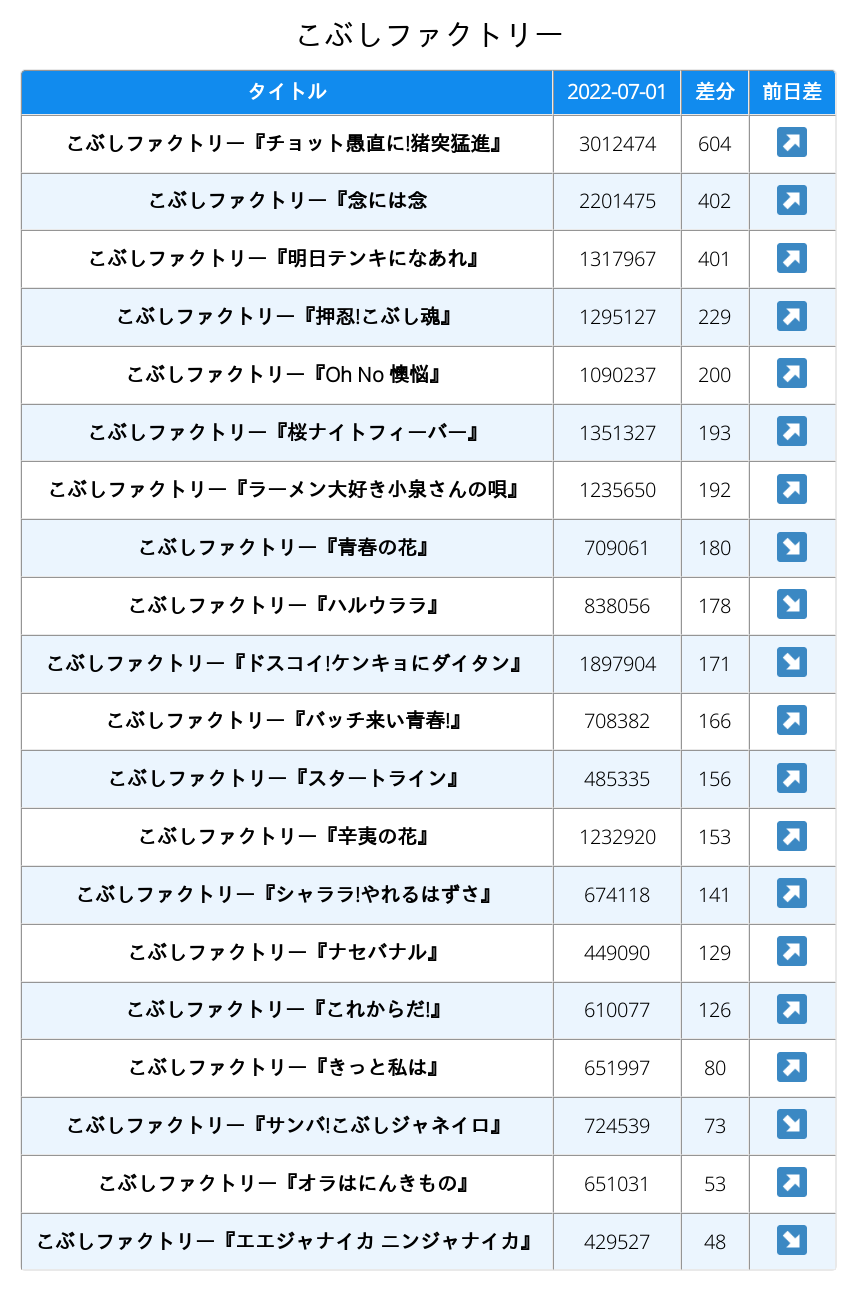 こぶしファクトリー
タイトル 2022-07-01 差分 前日差
こぶしファクトリー『チョット愚直に!猪突猛進』 3012474 604
こぶしファクトリー『念には念 2201475 402
こぶしファクトリー『明日テンキになあれ』 1317967 401
こぶしファクトリー『押忍!こぶし魂』 1295127 229
こぶしファクトリー『Oh No 懊悩』 1090237 200
こぶしファクトリー『桜ナイトフィーバー』 1351327 193
こぶしファクトリー『ラーメン大好き小泉さんの唄』 1235650 192
こぶしファクトリー『青春の花』 709061 180
こぶしファクトリー『ハルウララ』 838056 178
こぶしファクトリー『ドスコイ!ケンキョにダイタン』 1897904 171
こぶしファクトリー『バッチ来い青春!』 708382 166
こぶしファクトリー『スタートライン』 485335 156
こぶしファクトリー『辛夷の花』 1232920 153
こぶしファクトリー『シャララ!やれるはずさ』 674118 141
こぶしファクトリー『ナセバナル』 449090 129
こぶしファクトリー『これからだ!』 610077 126
こぶしファクトリー『きっと私は』 651997 80
こぶしファクトリー『サンバ!こぶしジャネイロ』 724539 73
こぶしファクトリー『オラはにんきもの』 651031 53
こぶしファクトリー『エエジャナイカ ニンジャナイカ』 429527 48